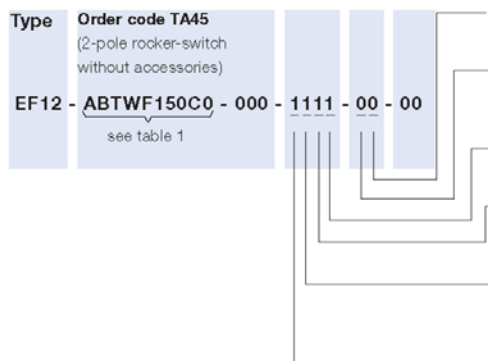 Type Order code TA45
(2-pole rocker-switch
without accessories)
EF12 - ABTWF150C0 - 000 - 1111 - 00 - 00
see table 1